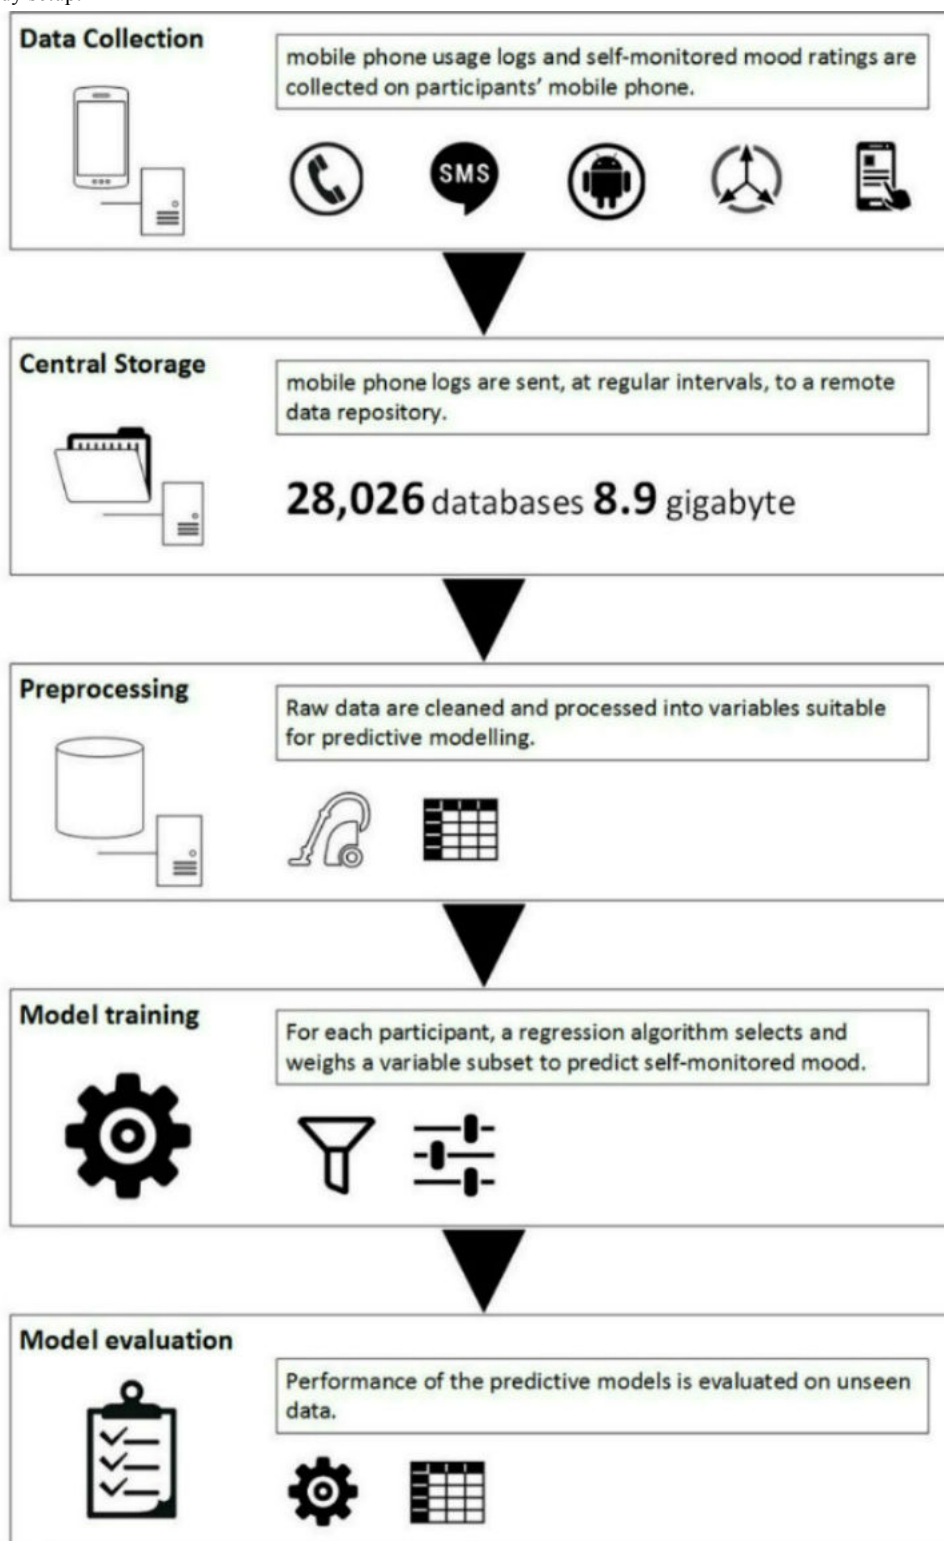 dy setup.
Data Collection
mobile phone usage logs and self-monitored mood ratings are
collected on participants' mobile phone.
SMS
Central Storage
mobile phone logs are sent, at regular intervals, to a remote
data repository.
28,026 databases 8.9 gigabyte
Preprocessing
Raw data are cleaned and processed into variables suitable
for predictive modelling.
Model training
For each participant, a regression algorithm selects and
weighs a variable subset to predict self-monitored mood.
Model evaluation
Performance of the predictive models is evaluated on unseen
data.